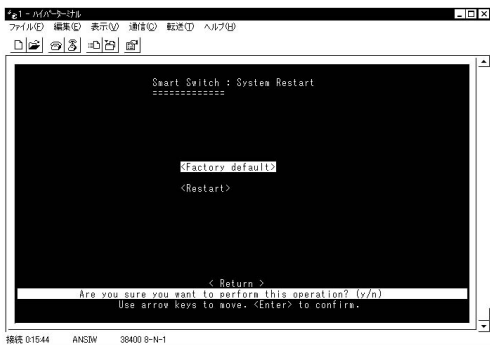 1 - ハイパーターミナル
ファイル(F) 編集(E) 表示(V) 通信(C) 転送(T) ヘルプ(H)
Smart Switch : System Restart
=============
<Factory default>
<Restart>
< Return >
Are you sure you want to perform this operation? (y/n)
Use arrow keys to move. <Enter> to confirm.
接続 0:15:44 ANSIW 38400 8-N-1